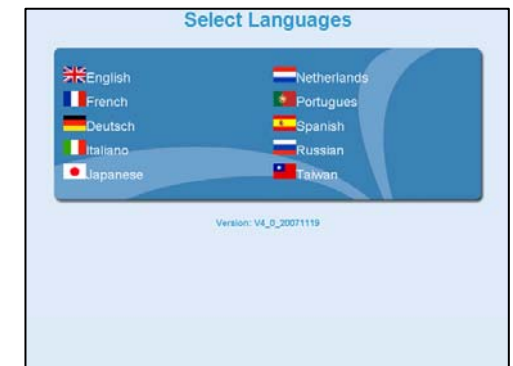 Select Languages
English
French
Deutsch
Italiano
Japanese
Netherlands
Portugues
Spanish
Russian
Taiwan
Version: V4_0_20071119